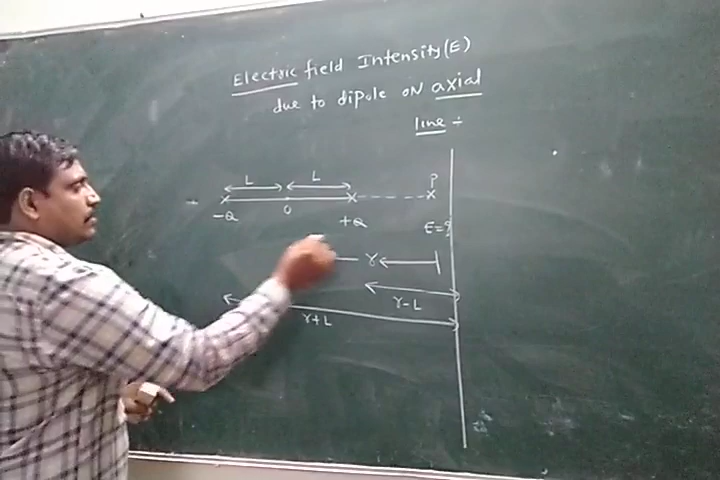 Electric field Intensity(E)
due to dipole on axial
line ÷
L L P
-Q O +Q E=?
r
r-L
r+L